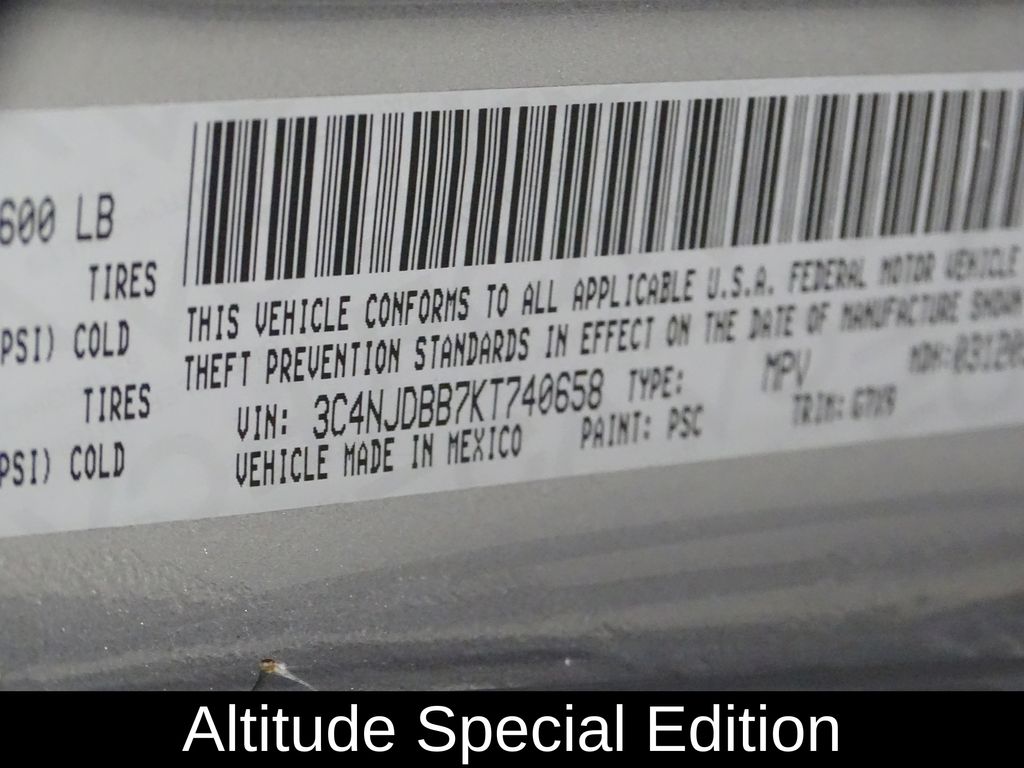 600 LB
TIRES
PSI) COLD
TIRES
PSI) COLD
THIS VEHICLE CONFORMS TO ALL APPLICABLE U.S.A. FEDERAL MOTOR VEHICLE
THEFT PREVENTION STANDARDS IN EFFECT ON THE DATE OF MANUFACTURE SHOWN
VIN: 3C4NJDBB7KT740658 TYPE: MPV
VEHICLE MADE IN MEXICO PAINT: PSC TRIM:
Altitude Special Edition